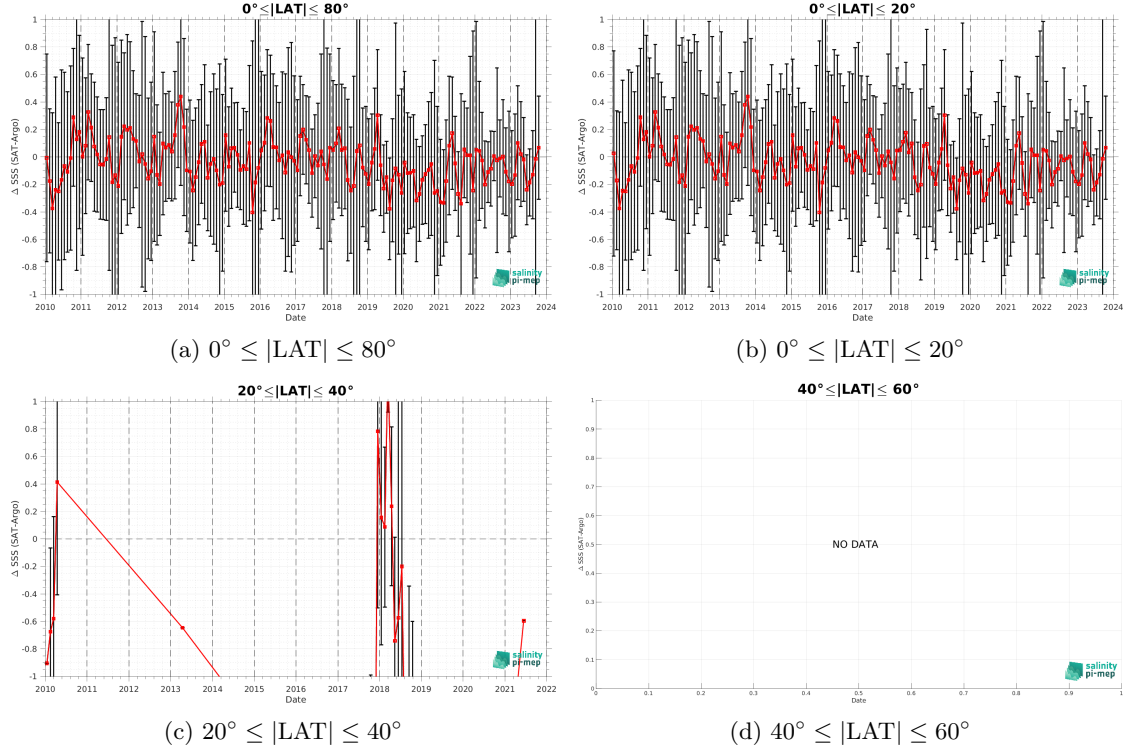 0°≤|LAT|≤ 80°
1
0.8
0.6
0.4
0.2
0
-0.2
-0.4
-0.6
-0.8
-1
Δ SSS (SAT-Argo)
2010 2011 2012 2013 2014 2015 2016 2017 2018 2019 2020 2021 2022 2023 2024
Date
salinity
pi-mep
(a) 0° ≤ |LAT| ≤ 80°
0°≤|LAT|≤ 20°
1
0.8
0.6
0.4
0.2
0
-0.2
-0.4
-0.6
-0.8
-1
Δ SSS (SAT-Argo)
2010 2011 2012 2013 2014 2015 2016 2017 2018 2019 2020 2021 2022 2023 2024
Date
salinity
pi-mep
(b) 0° ≤ |LAT| ≤ 20°
20°≤|LAT|≤ 40°
1
0.8
0.6
0.4
0.2
0
-0.2
-0.4
-0.6
-0.8
-1
Δ SSS (SAT-Argo)
2010 2011 2012 2013 2014 2015 2016 2017 2018 2019 2020 2021 2022
Date
salinity
pi-mep
(c) 20° ≤ |LAT| ≤ 40°
40°≤|LAT|≤ 60°
1
0.9
0.8
0.7
0.6
0.5
0.4
0.3
0.2
0.1
0
Δ SSS (SAT-Argo)
NO DATA
0 0.1 0.2 0.3 0.4 0.5 0.6 0.7 0.8 0.9 1
Date
salinity
pi-mep
(d) 40° ≤ |LAT| ≤ 60°